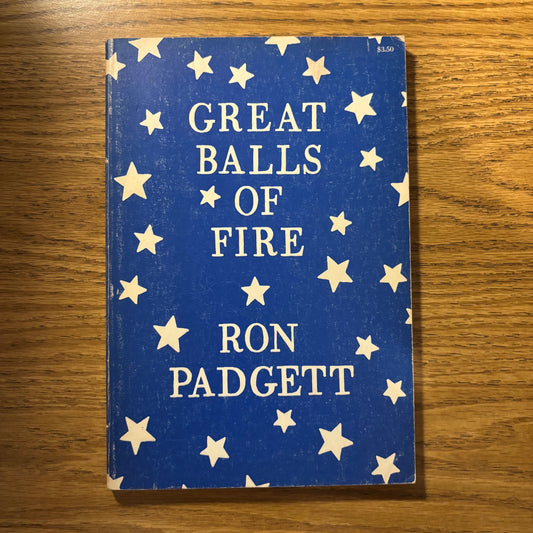 $3.50
GREAT
BALLS
OF
FIRE
RON
PADGETT